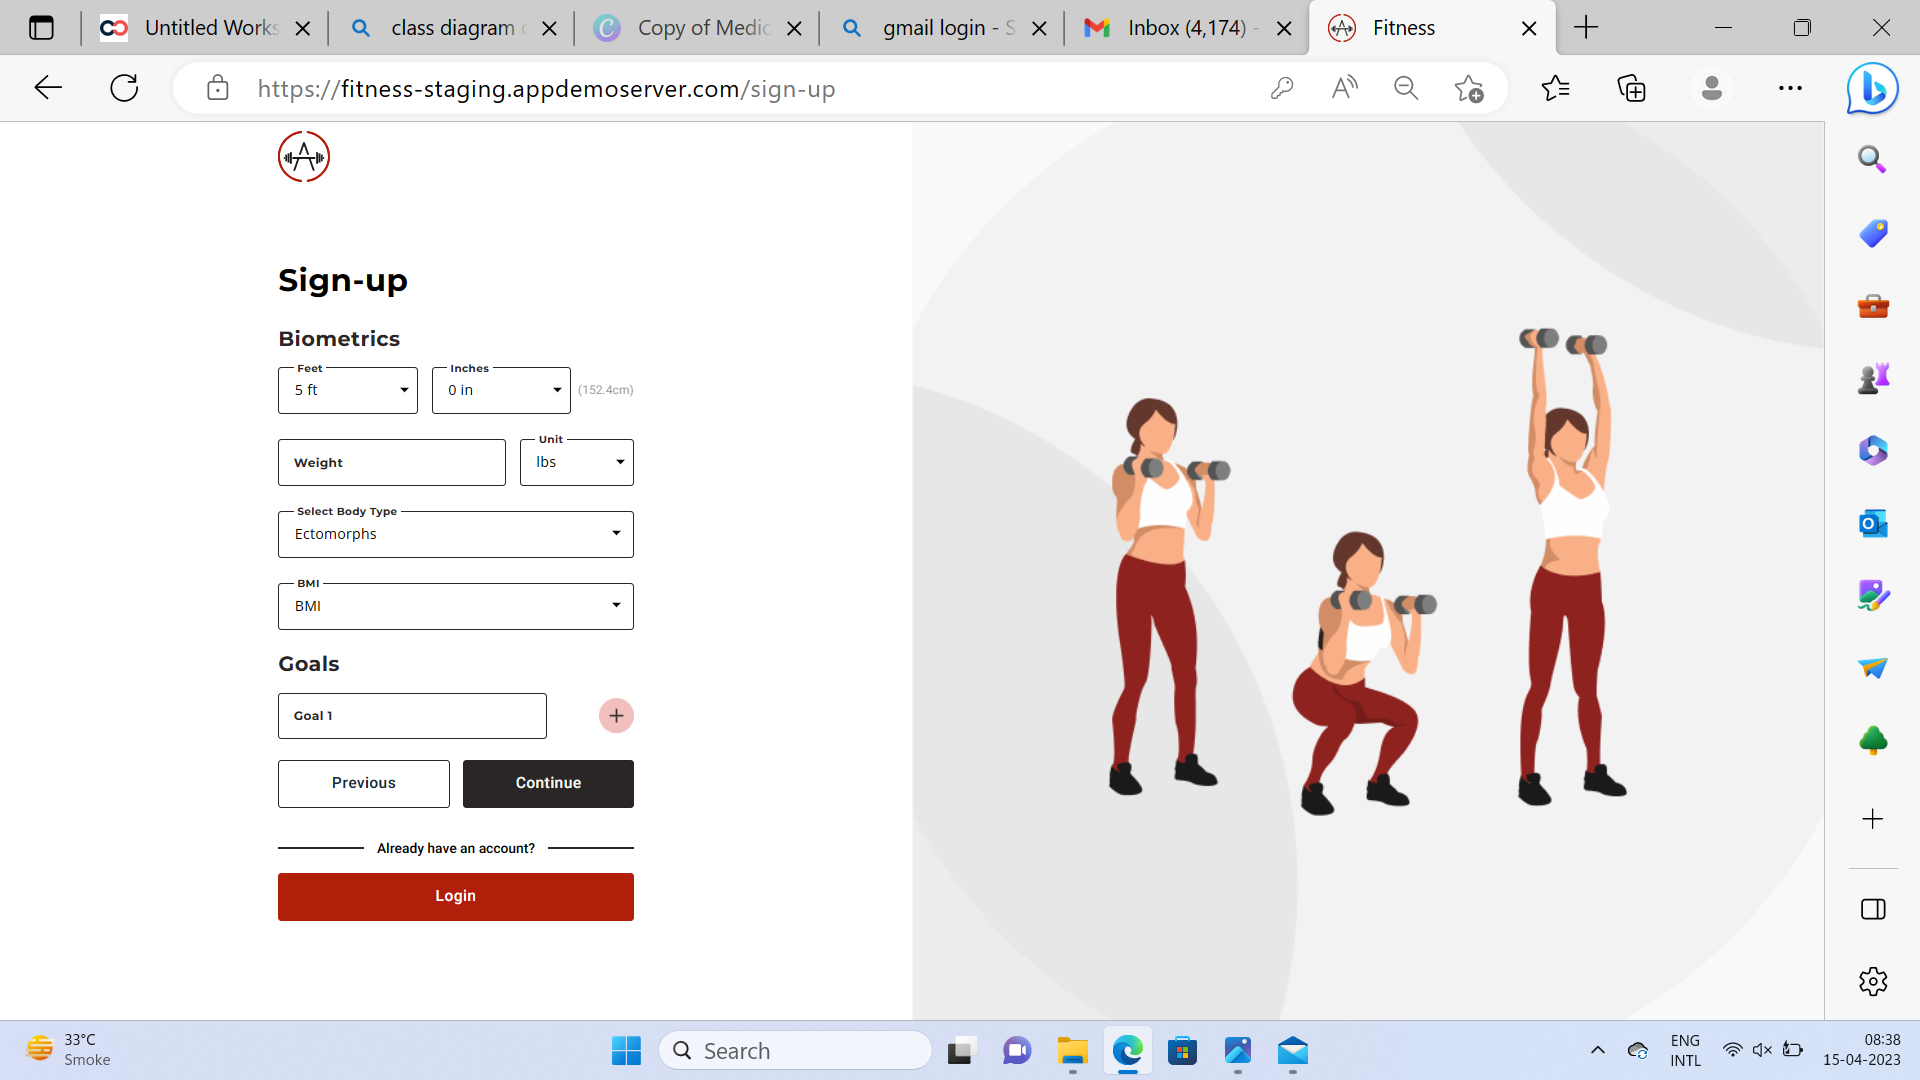 Untitled Works
class diagram
Copy of Medic
gmail login - S
Inbox (4,174) -
Fitness
https://fitness-staging.appdemoserver.com/sign-up
Sign-up
Biometrics
Feet
5 ft
Inches
0 in
(152.4cm)
Weight
Unit
lbs
Select Body Type
Ectomorphs
BMI
BMI
Goals
Goal 1
Previous
Continue
Already have an account?
Login
33°C
Smoke
Search
ENG
INTL
08:38
15-04-2023